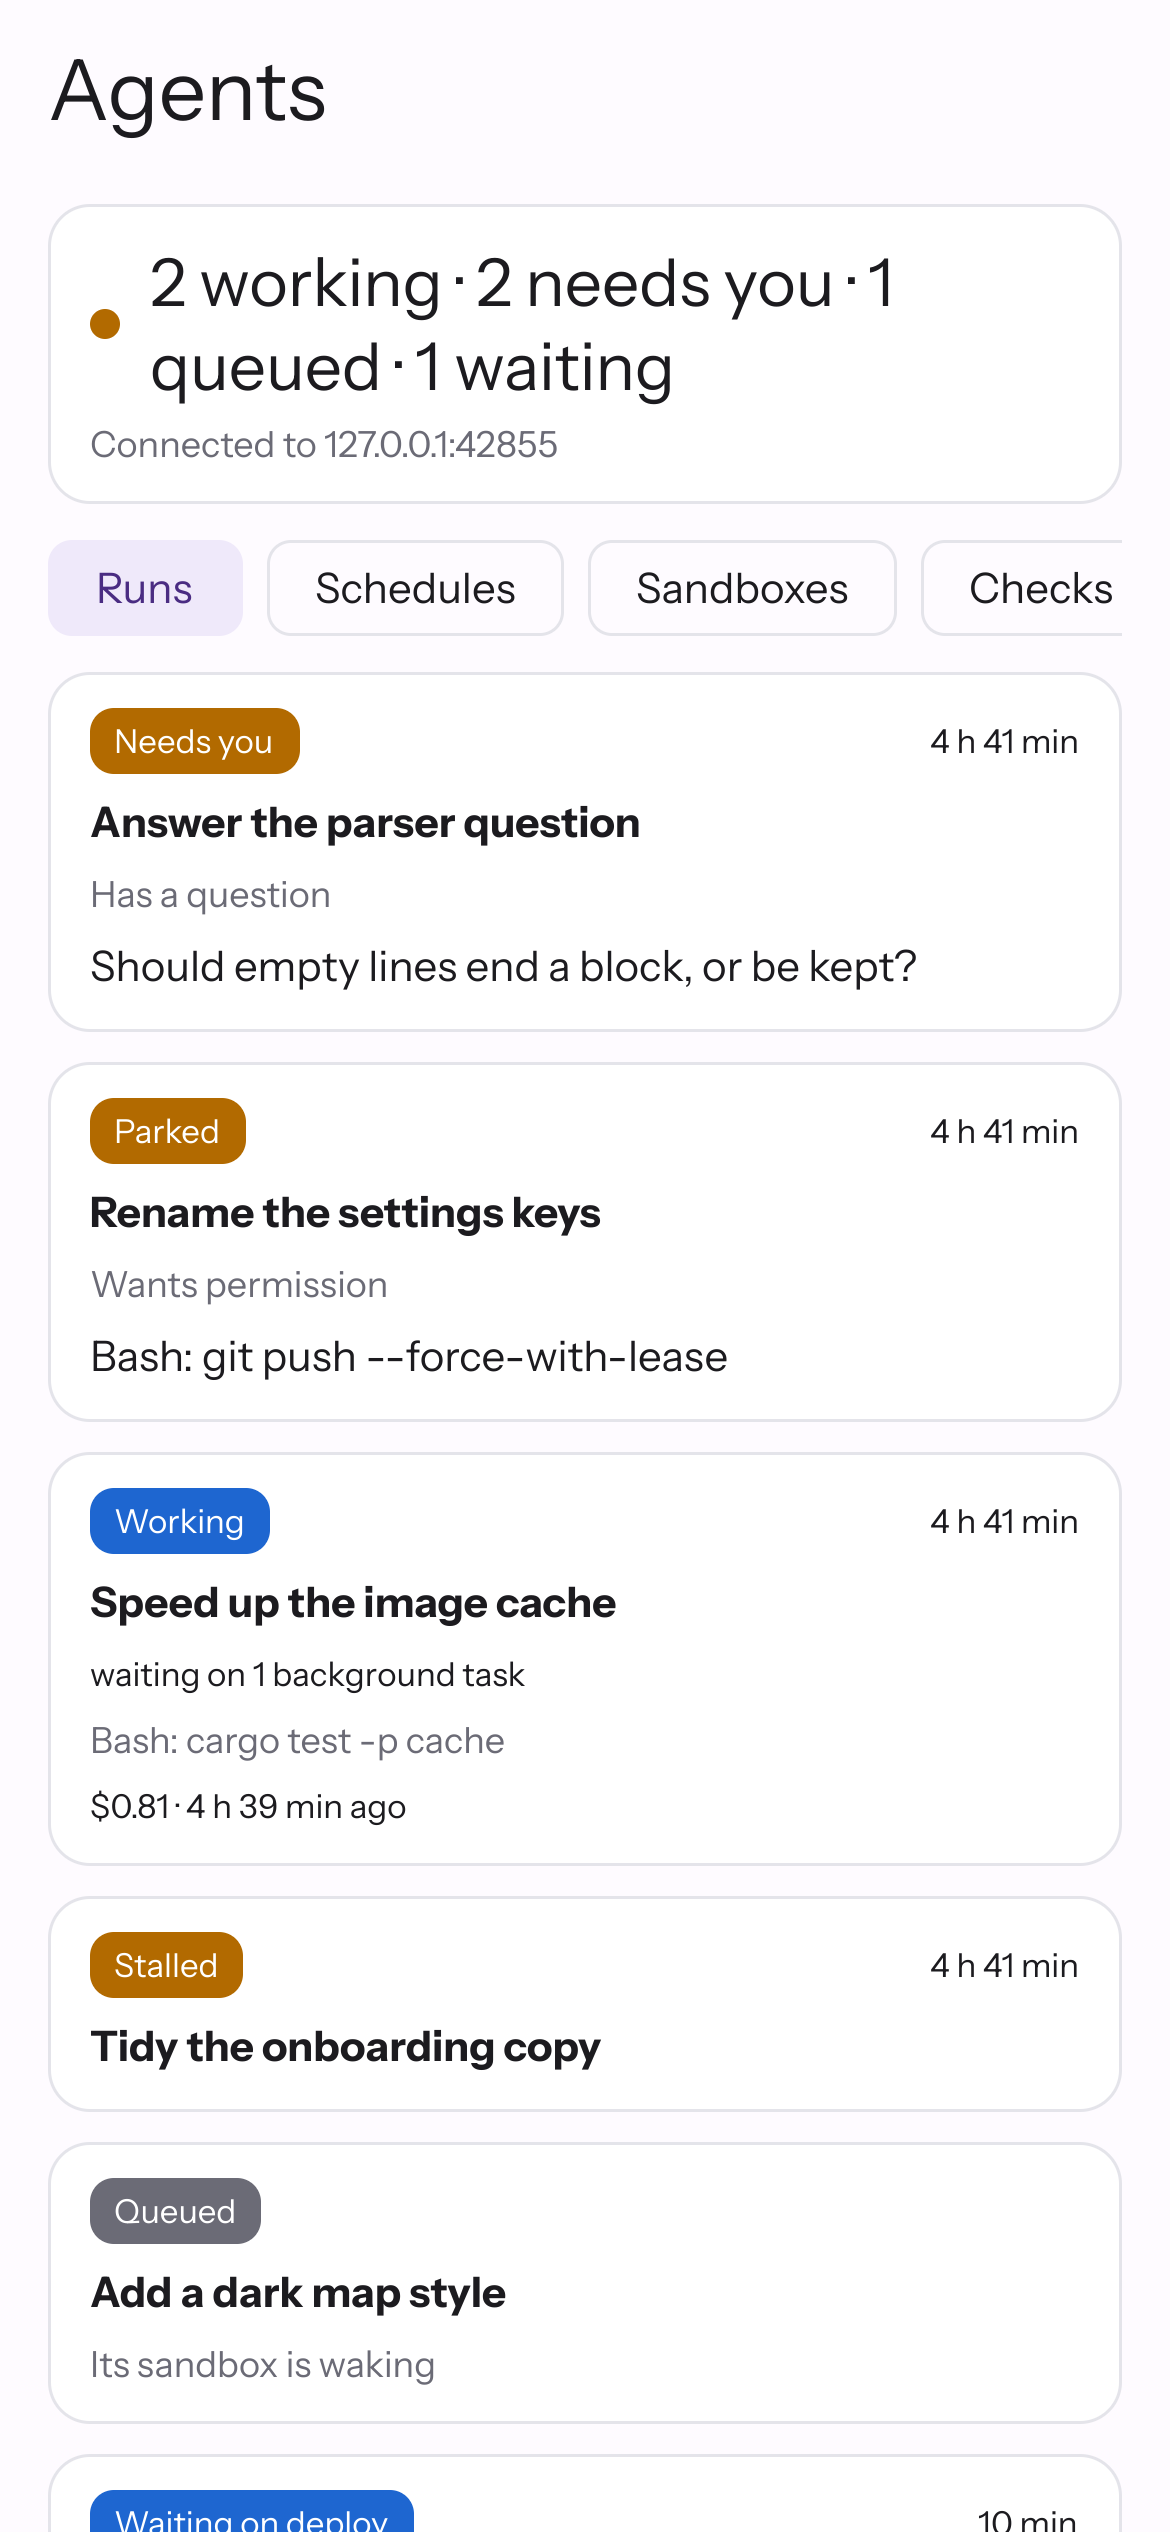 Agents
2 working · 2 needs you · 1
queued · 1 waiting
Connected to 127.0.0.1:42855
Runs
Schedules
Sandboxes
Checks
Needs you
4 h 41 min
Answer the parser question
Has a question
Should empty lines end a block, or be kept?
Parked
4 h 41 min
Rename the settings keys
Wants permission
Bash: git push --force-with-lease
Working
4 h 41 min
Speed up the image cache
waiting on 1 background task
Bash: cargo test -p cache
$0.81 · 4 h 39 min ago
Stalled
4 h 41 min
Tidy the onboarding copy
Queued
Add a dark map style
Its sandbox is waking
Waiting on deploy
10 min